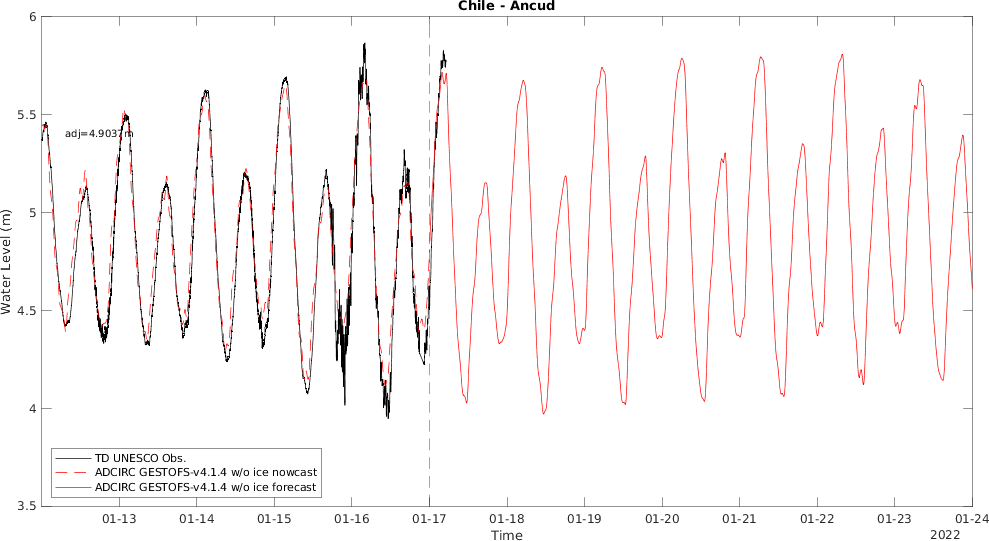 Chile - Ancud
6
5.5
5
4.5
4
3.5
Water Level (m)
adj=4.9037 m
TD UNESCO Obs.
ADCIRC GESTOFS-v4.1.4 w/o ice nowcast
ADCIRC GESTOFS-v4.1.4 w/o ice forecast
01-13
01-14
01-15
01-16
01-17
01-18
01-19
01-20
01-21
01-22
01-23
01-24
Time
2022